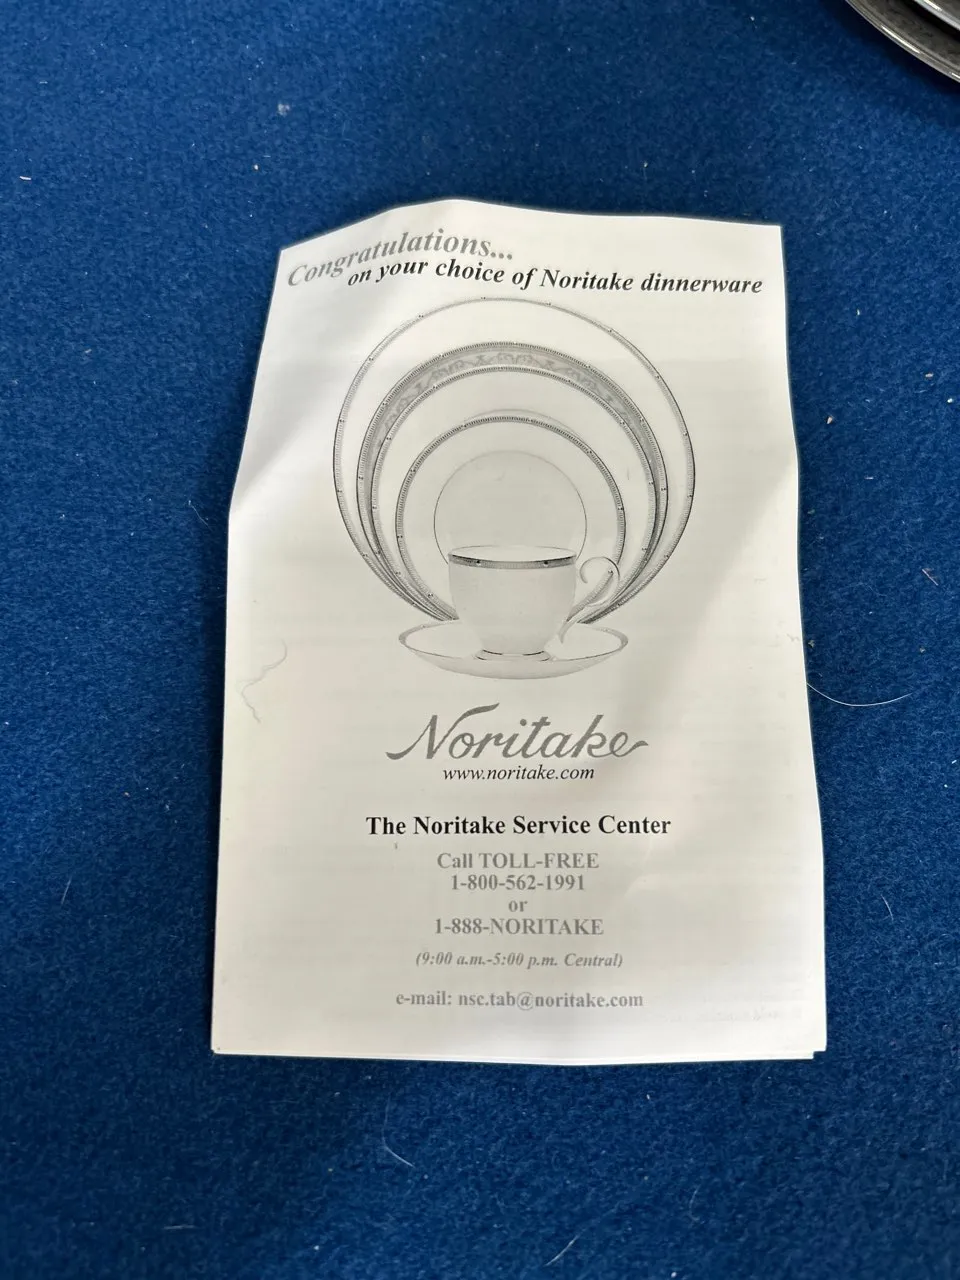 Congratulations...
on your choice of Noritake dinnerware
Noritake
www.noritake.com
The Noritake Service Center
Call TOLL-FREE
1-800-562-1991
or
1-888-NORITAKE
(9:00 a.m.-5:00 p.m. Central)
e-mail: nsc.tab@noritake.com